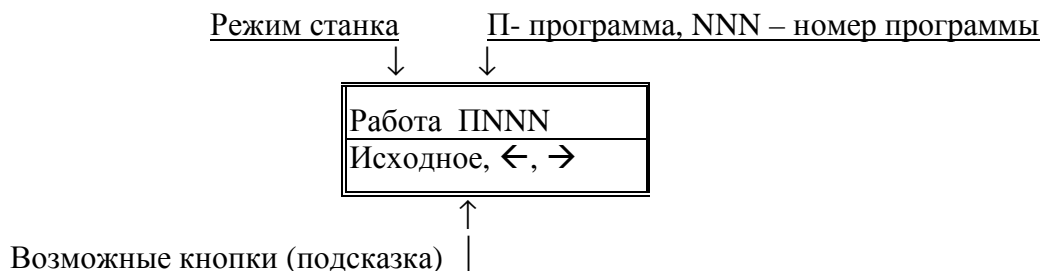 Режим станка П- программа, NNN – номер программы
↓ ↓
Работа ПNNN
Исходное, ←, →
↑
Возможные кнопки (подсказка)